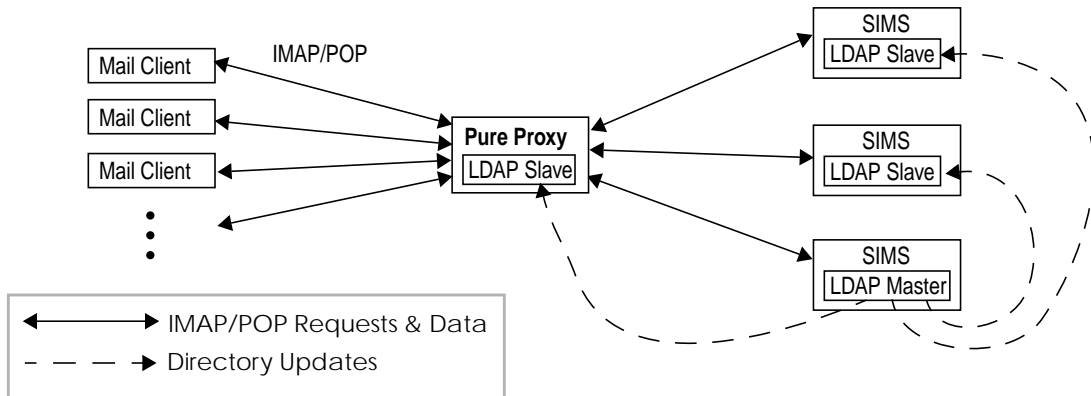 IMAP/POP
Mail Client
Mail Client
Mail Client
Pure Proxy
LDAP Slave
SIMS
LDAP Slave
SIMS
LDAP Slave
SIMS
LDAP Master
IMAP/POP Requests & Data
Directory Updates